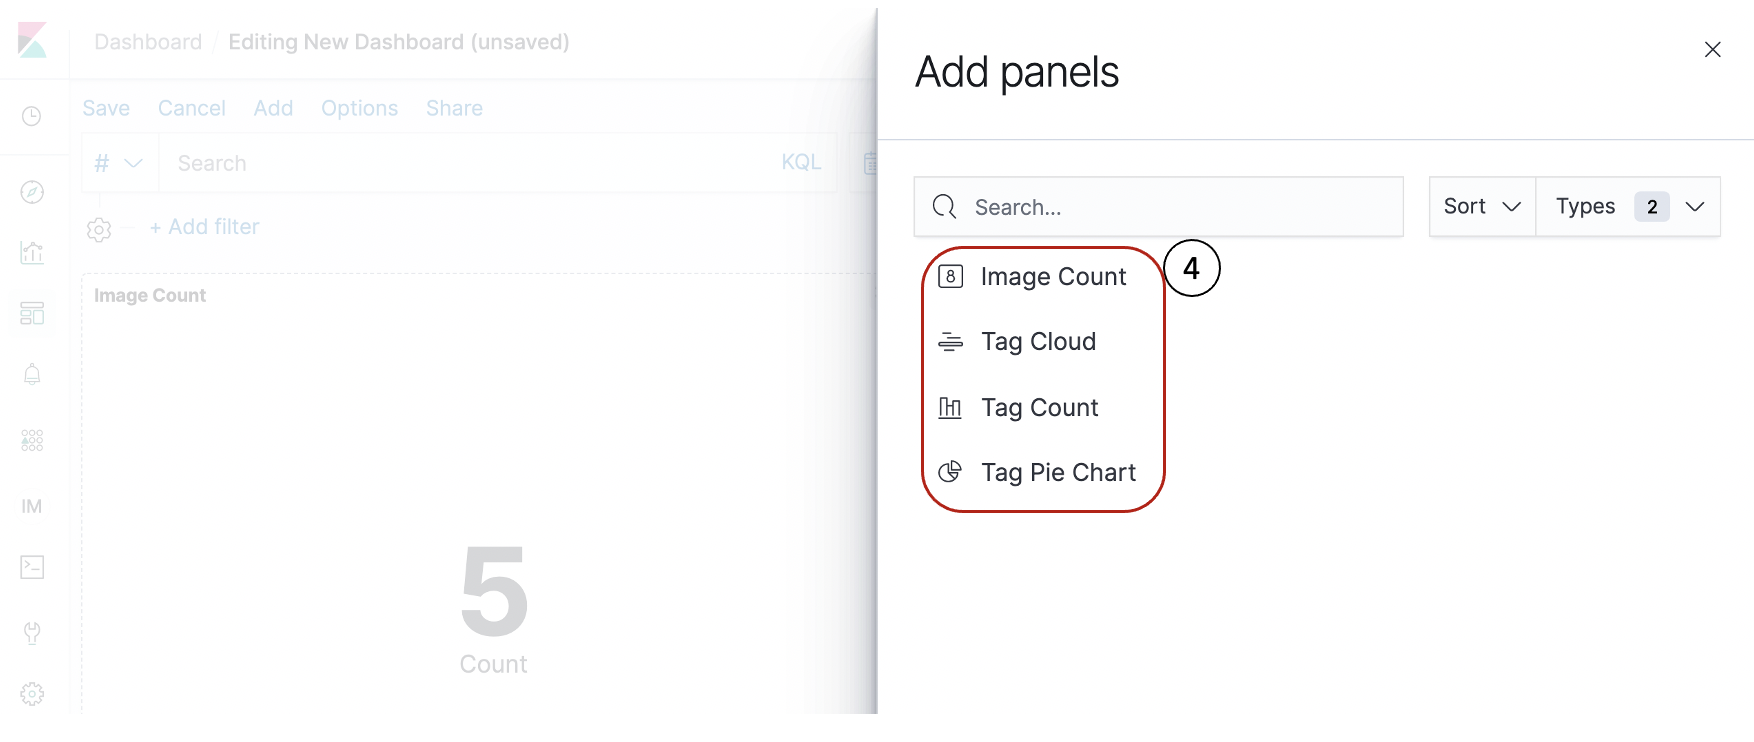 Dashboard / Editing New Dashboard (unsaved)
Save Cancel Add Options Share
# Search KQL
+ Add filter
Image Count
IM
5
Count
Add panels
Search...
Sort Types 2
Image Count
4
Tag Cloud
Tag Count
Tag Pie Chart